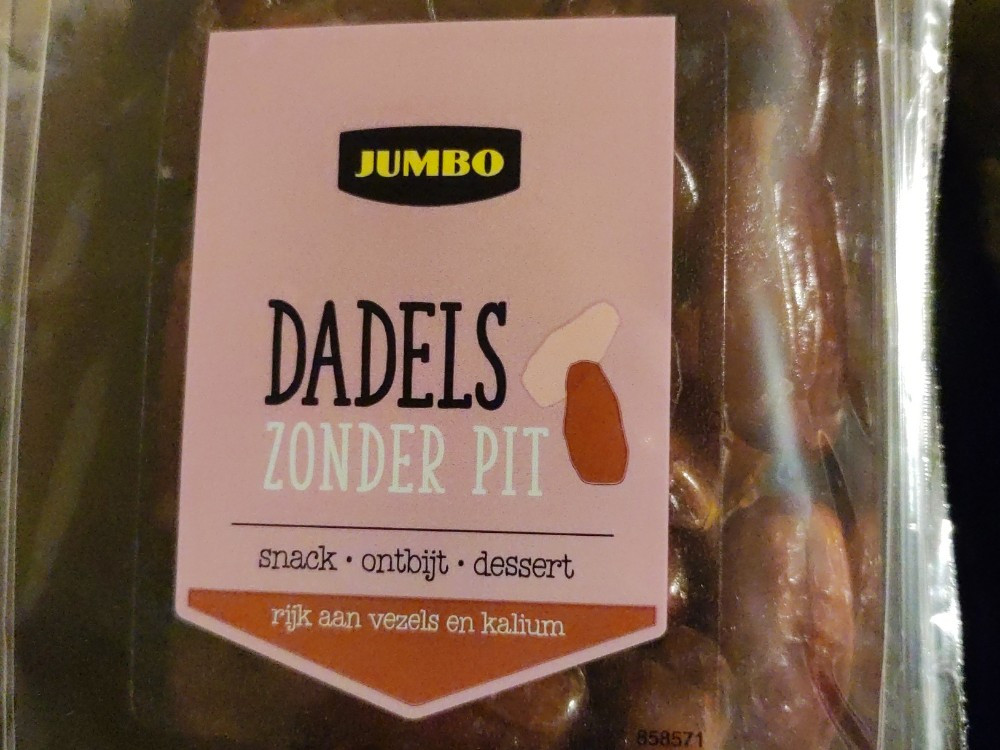 JUMBO
DADELS
ZONDER PIT
snack · ontbijt · dessert
rijk aan vezels en kalium
858571